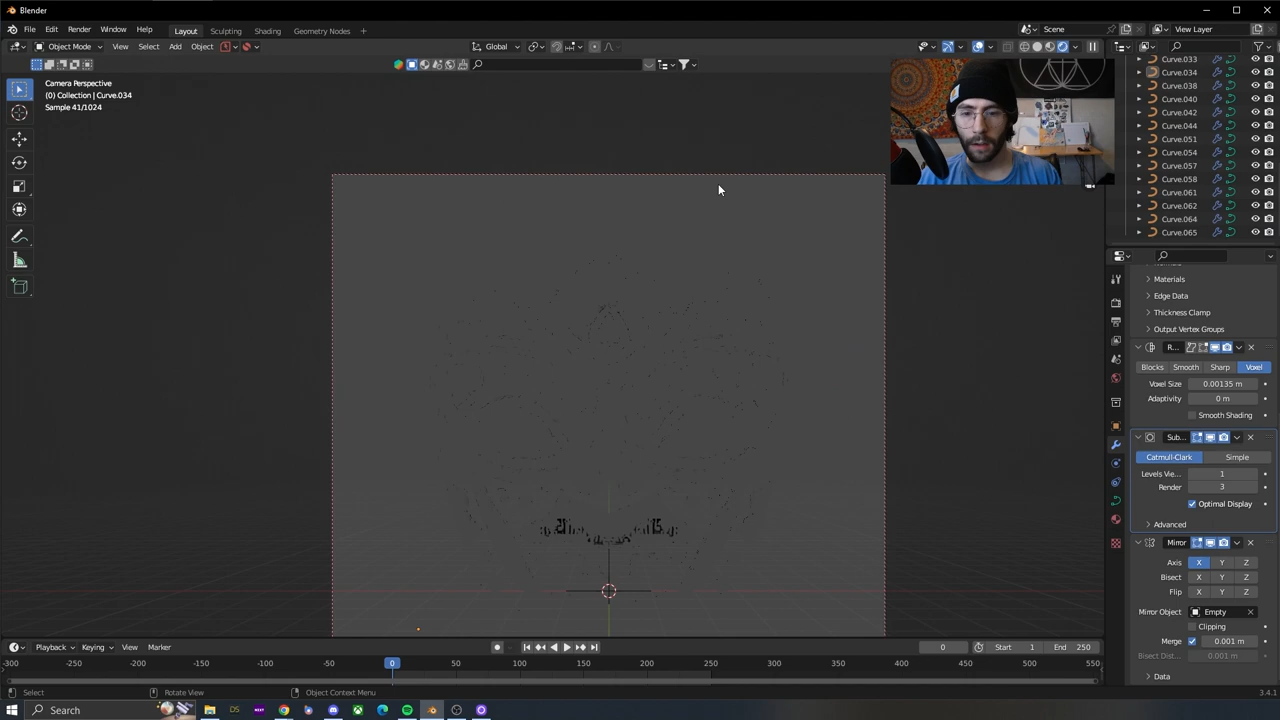 Blender
File Edit Render Window Help
Layout Sculpting Shading Geometry Nodes +
Scene
View Layer
Object Mode View Select Add Object
Global
Camera Perspective
(0) Collection | Curve.034
Sample 41/1024
Curve.033
Curve.034
Curve.038
Curve.040
Curve.042
Curve.044
Curve.051
Curve.054
Curve.057
Curve.058
Curve.061
Curve.062
Curve.064
Curve.065
Materials
Edge Data
Thickness Clamp
Output Vertex Groups
R...
Blocks Smooth Sharp Voxel
Voxel Size 0.00135 m
Adaptivity 0 m
Smooth Shading
Sub...
Catmull-Clark Simple
Levels Vie... 1
Render 3
Optimal Display
Advanced
Mirror
Axis X Y Z
Bisect X Y Z
Flip X Y Z
Mirror Object Empty
Clipping
Merge 0.001 m
Bisect Dist... 0.001 m
Data
Playback Keying View Marker
0 Start 1 End 250
-300 -250 -200 -150 -100 -50 0 50 100 150 200 250 300 350 400 450 500 550
Select Rotate View Object Context Menu
3.4.1
Search